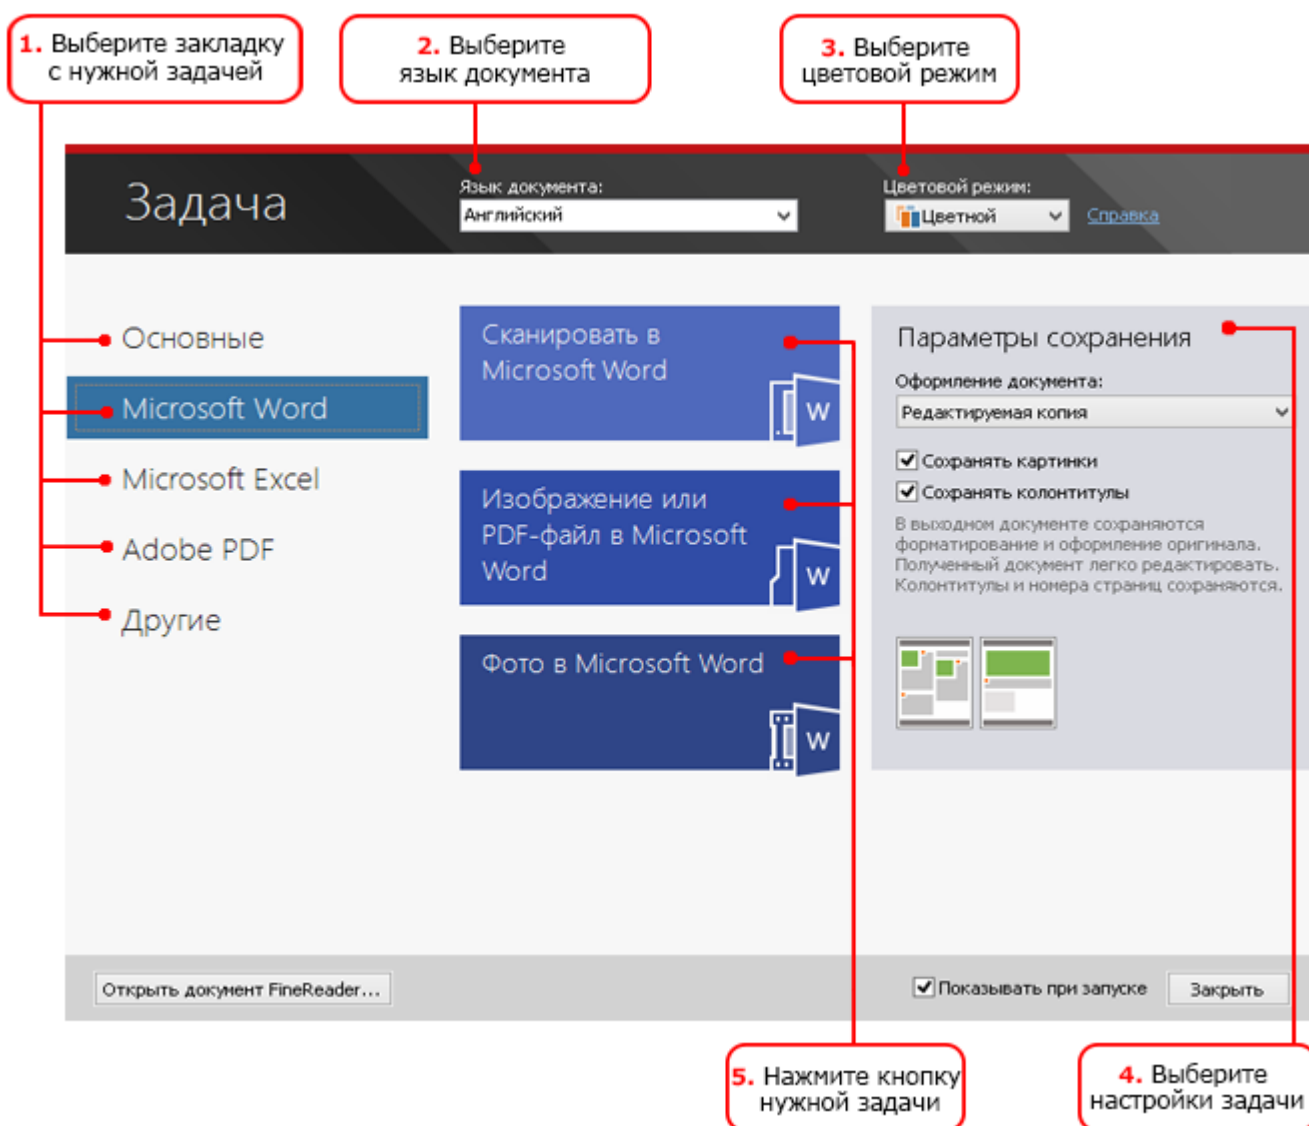 1. Выберите закладку
с нужной задачей
2. Выберите
язык документа
3. Выберите
цветовой режим
Задача
Язык документа:
Английский
Цветовой режим:
Цветной
Справка
Основные
Microsoft Word
Microsoft Excel
Adobe PDF
Другие
Сканировать в
Microsoft Word
W
Изображение или
PDF-файл в Microsoft
Word
W
Фото в Microsoft Word
W
Параметры сохранения
Оформление документа:
Редактируемая копия
Сохранять картинки
Сохранять колонтитулы
В выходном документе сохраняются
форматирование и оформление оригинала.
Полученный документ легко редактировать.
Колонтитулы и номера страниц сохраняются.
Открыть документ FineReader...
Показывать при запуске
Закрыть
5. Нажмите кнопку
нужной задачи
4. Выберите
настройки задачи